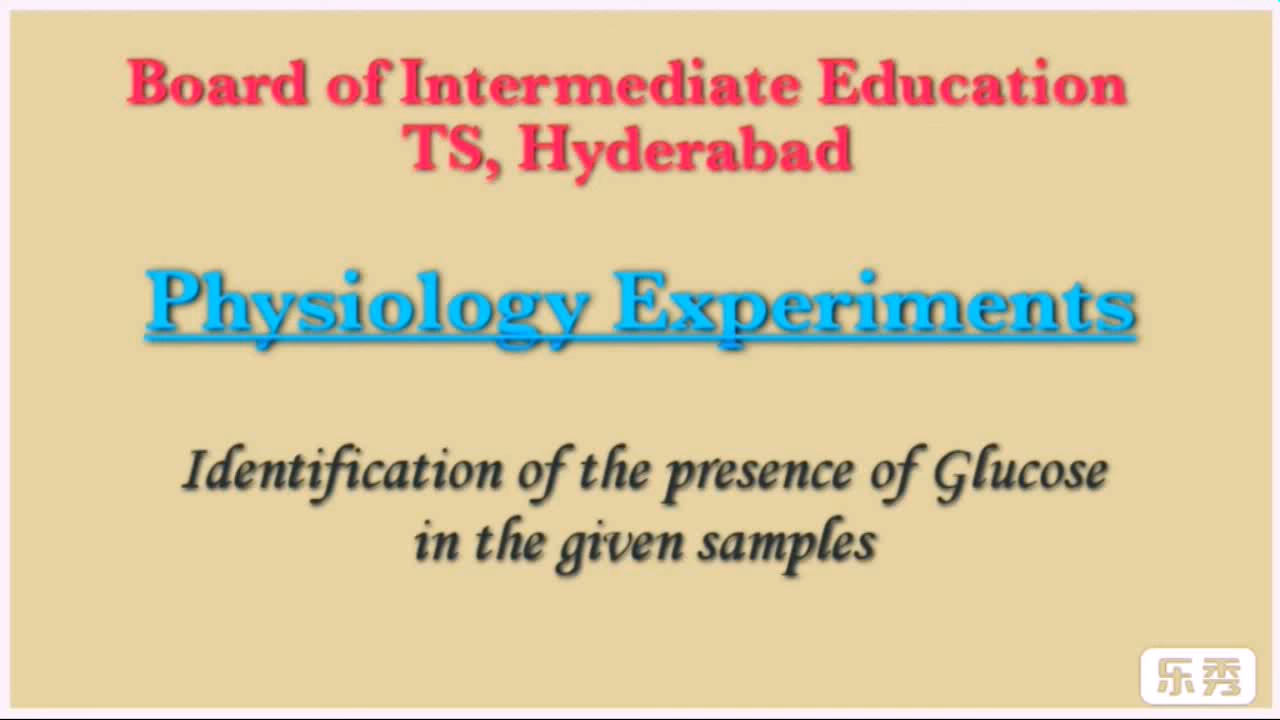 Board of Intermediate Education
TS, Hyderabad
Physiology Experiments
Identification of the presence of Glucose
in the given samples
乐秀